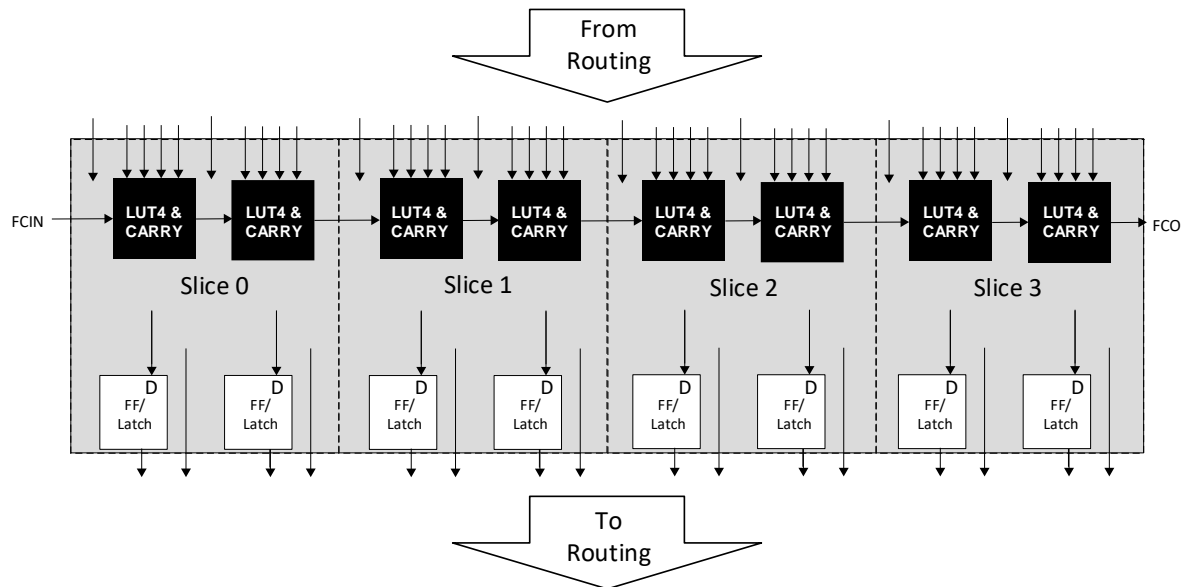 From
Routing
LUT4 &
CARRY
LUT4 &
CARRY
LUT4 &
CARRY
LUT4 &
CARRY
LUT4 &
CARRY
LUT4 &
CARRY
LUT4 &
CARRY
LUT4 &
CARRY
FCIN
FCO
Slice 0
Slice 1
Slice 2
Slice 3
D
FF/
Latch
D
FF/
Latch
D
FF/
Latch
D
FF/
Latch
D
FF/
Latch
D
FF/
Latch
D
FF/
Latch
D
FF/
Latch
To
Routing